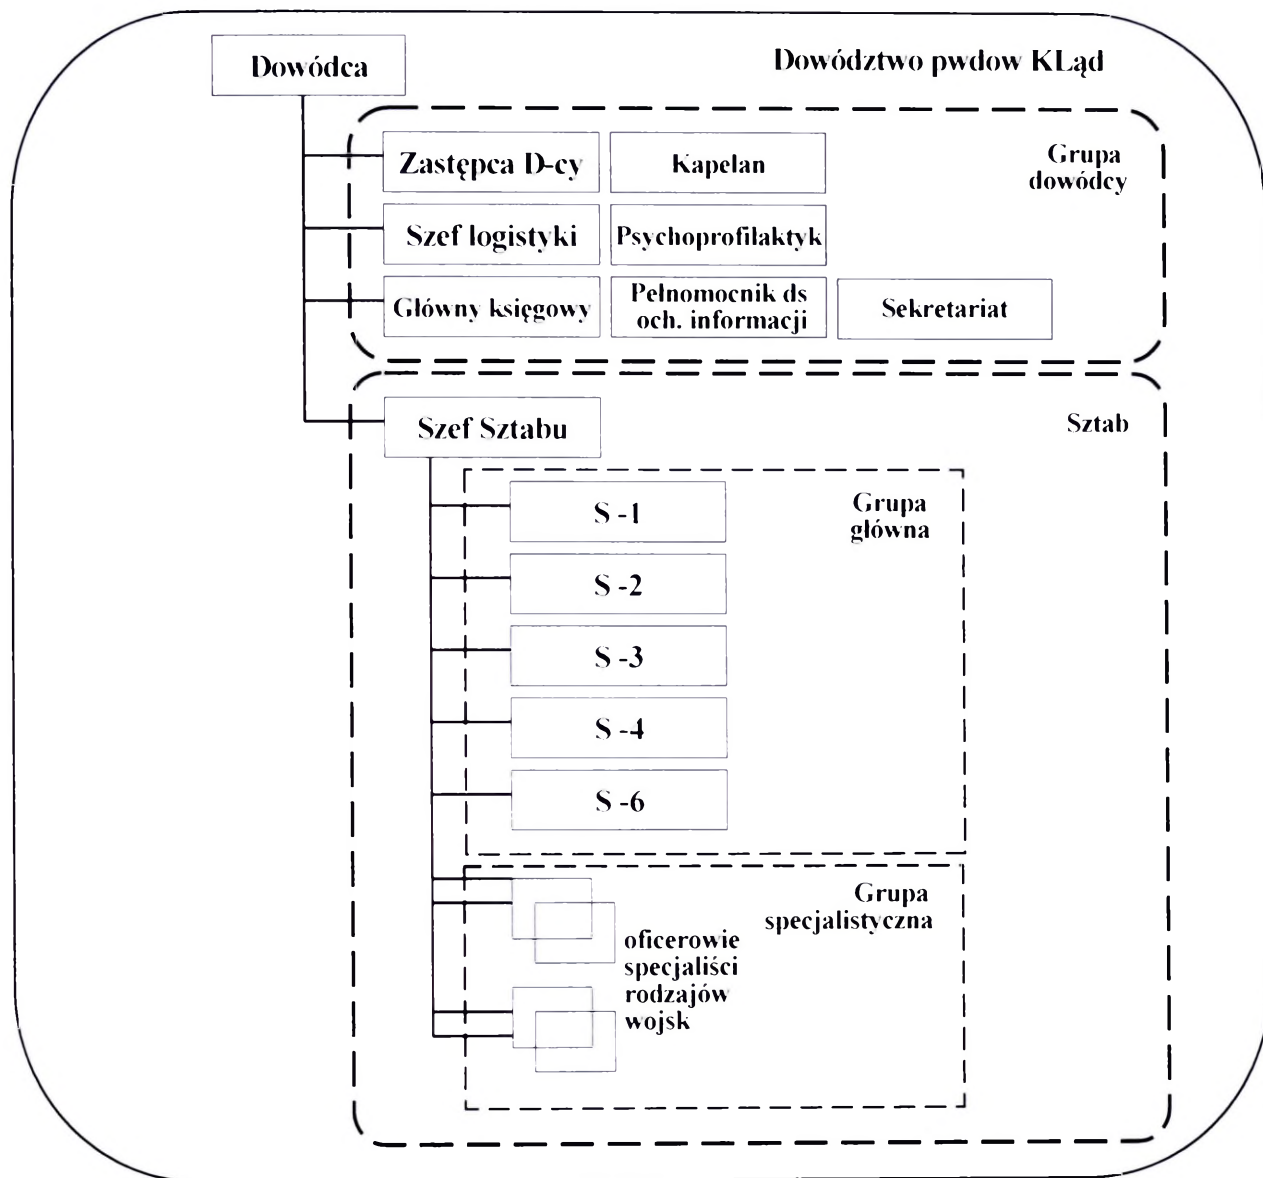 Dowódca
Dowództwo pwdow KLąd
Grupa
dowódcy
Zastępca D-cy
Kapelan
Szef logistyki
Psychoprofilaktyk
Główny księgowy
Pełnomocnik ds
och. informacji
Sekretariat
Szef Sztabu
Sztab
Grupa
główna
S -1
S -2
S -3
S -4
S -6
Grupa
specjalistyczna
oficerowie
specjaliści
rodzajów
wojsk